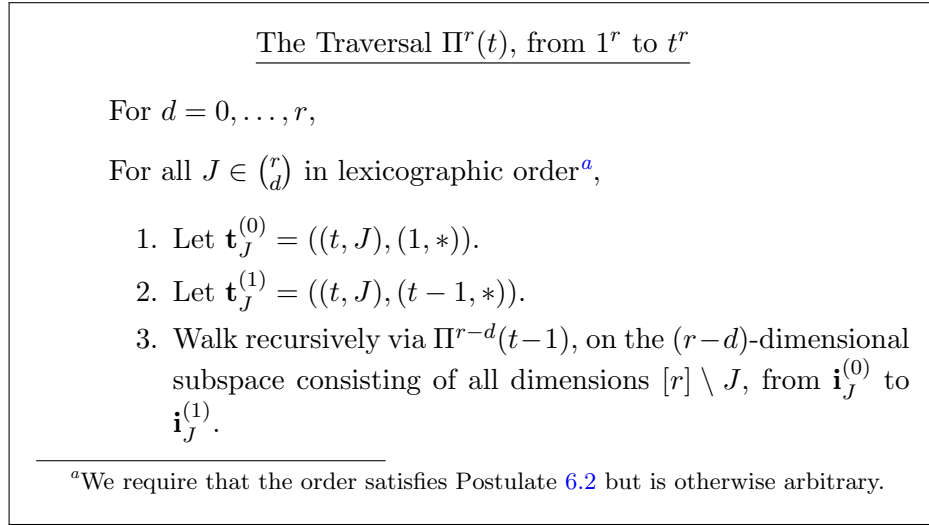 The Traversal Π^r(t), from 1^r to t^r
For d = 0, . . . , r,
For all J ∈ (r d) in lexicographic order^a,
1. Let t_J^(0) = ((t, J), (1, ∗)).
2. Let t_J^(1) = ((t, J), (t − 1, ∗)).
3. Walk recursively via Π^{r−d}(t−1), on the (r−d)-dimensional
subspace consisting of all dimensions [r] \ J, from i_J^(0) to
i_J^(1).
^aWe require that the order satisfies Postulate 6.2 but is otherwise arbitrary.